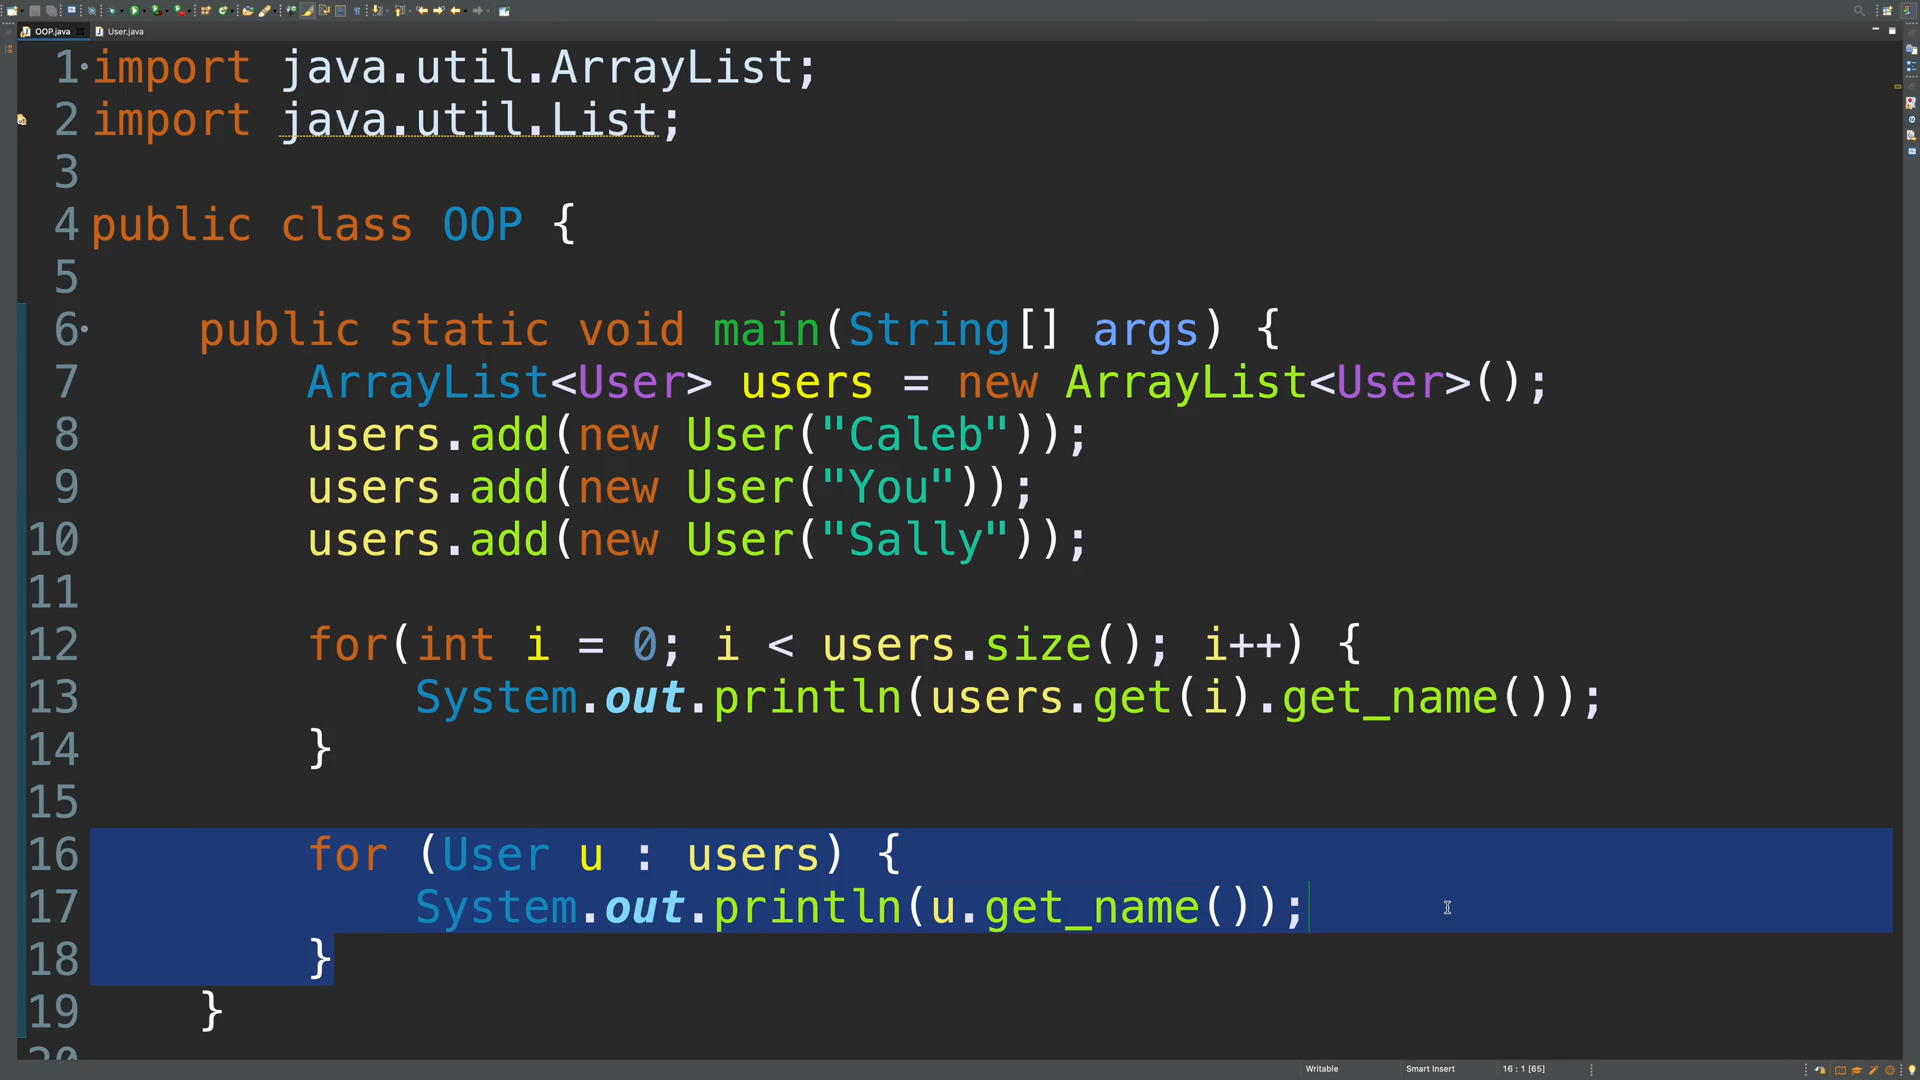 OOP.java
User.java
1 import java.util.ArrayList;
2 import java.util.List;
3
4 public class OOP {
5
6     public static void main(String[] args) {
7         ArrayList<User> users = new ArrayList<User>();
8         users.add(new User("Caleb"));
9         users.add(new User("You"));
10         users.add(new User("Sally"));
11
12         for(int i = 0; i < users.size(); i++) {
13             System.out.println(users.get(i).get_name());
14         }
15
16         for (User u : users) {
17             System.out.println(u.get_name());
18         }
19     }
20
Writable
Smart Insert
16 : 1 [65]